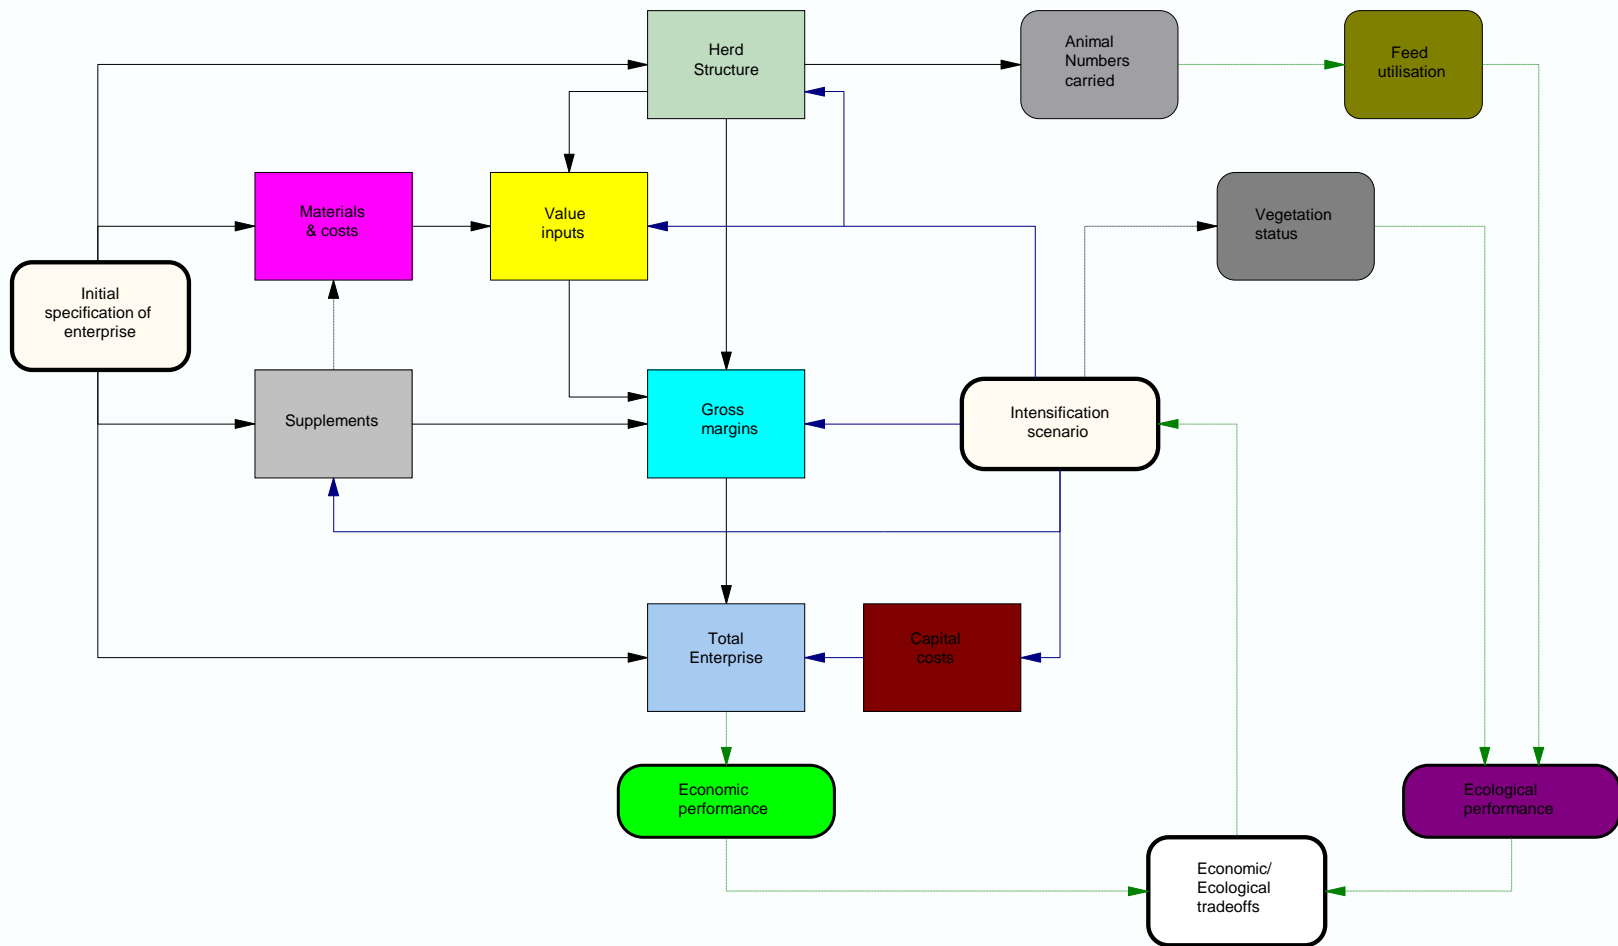 Herd
Structure
Animal
Numbers
carried
Feed
utilisation
Materials
& costs
Value
inputs
Vegetation
status
Initial
specification of
enterprise
Supplements
Gross
margins
Intensification
scenario
Total
Enterprise
Capital
costs
Economic
performance
Ecological
performance
Economic/
Ecological
tradeoffs